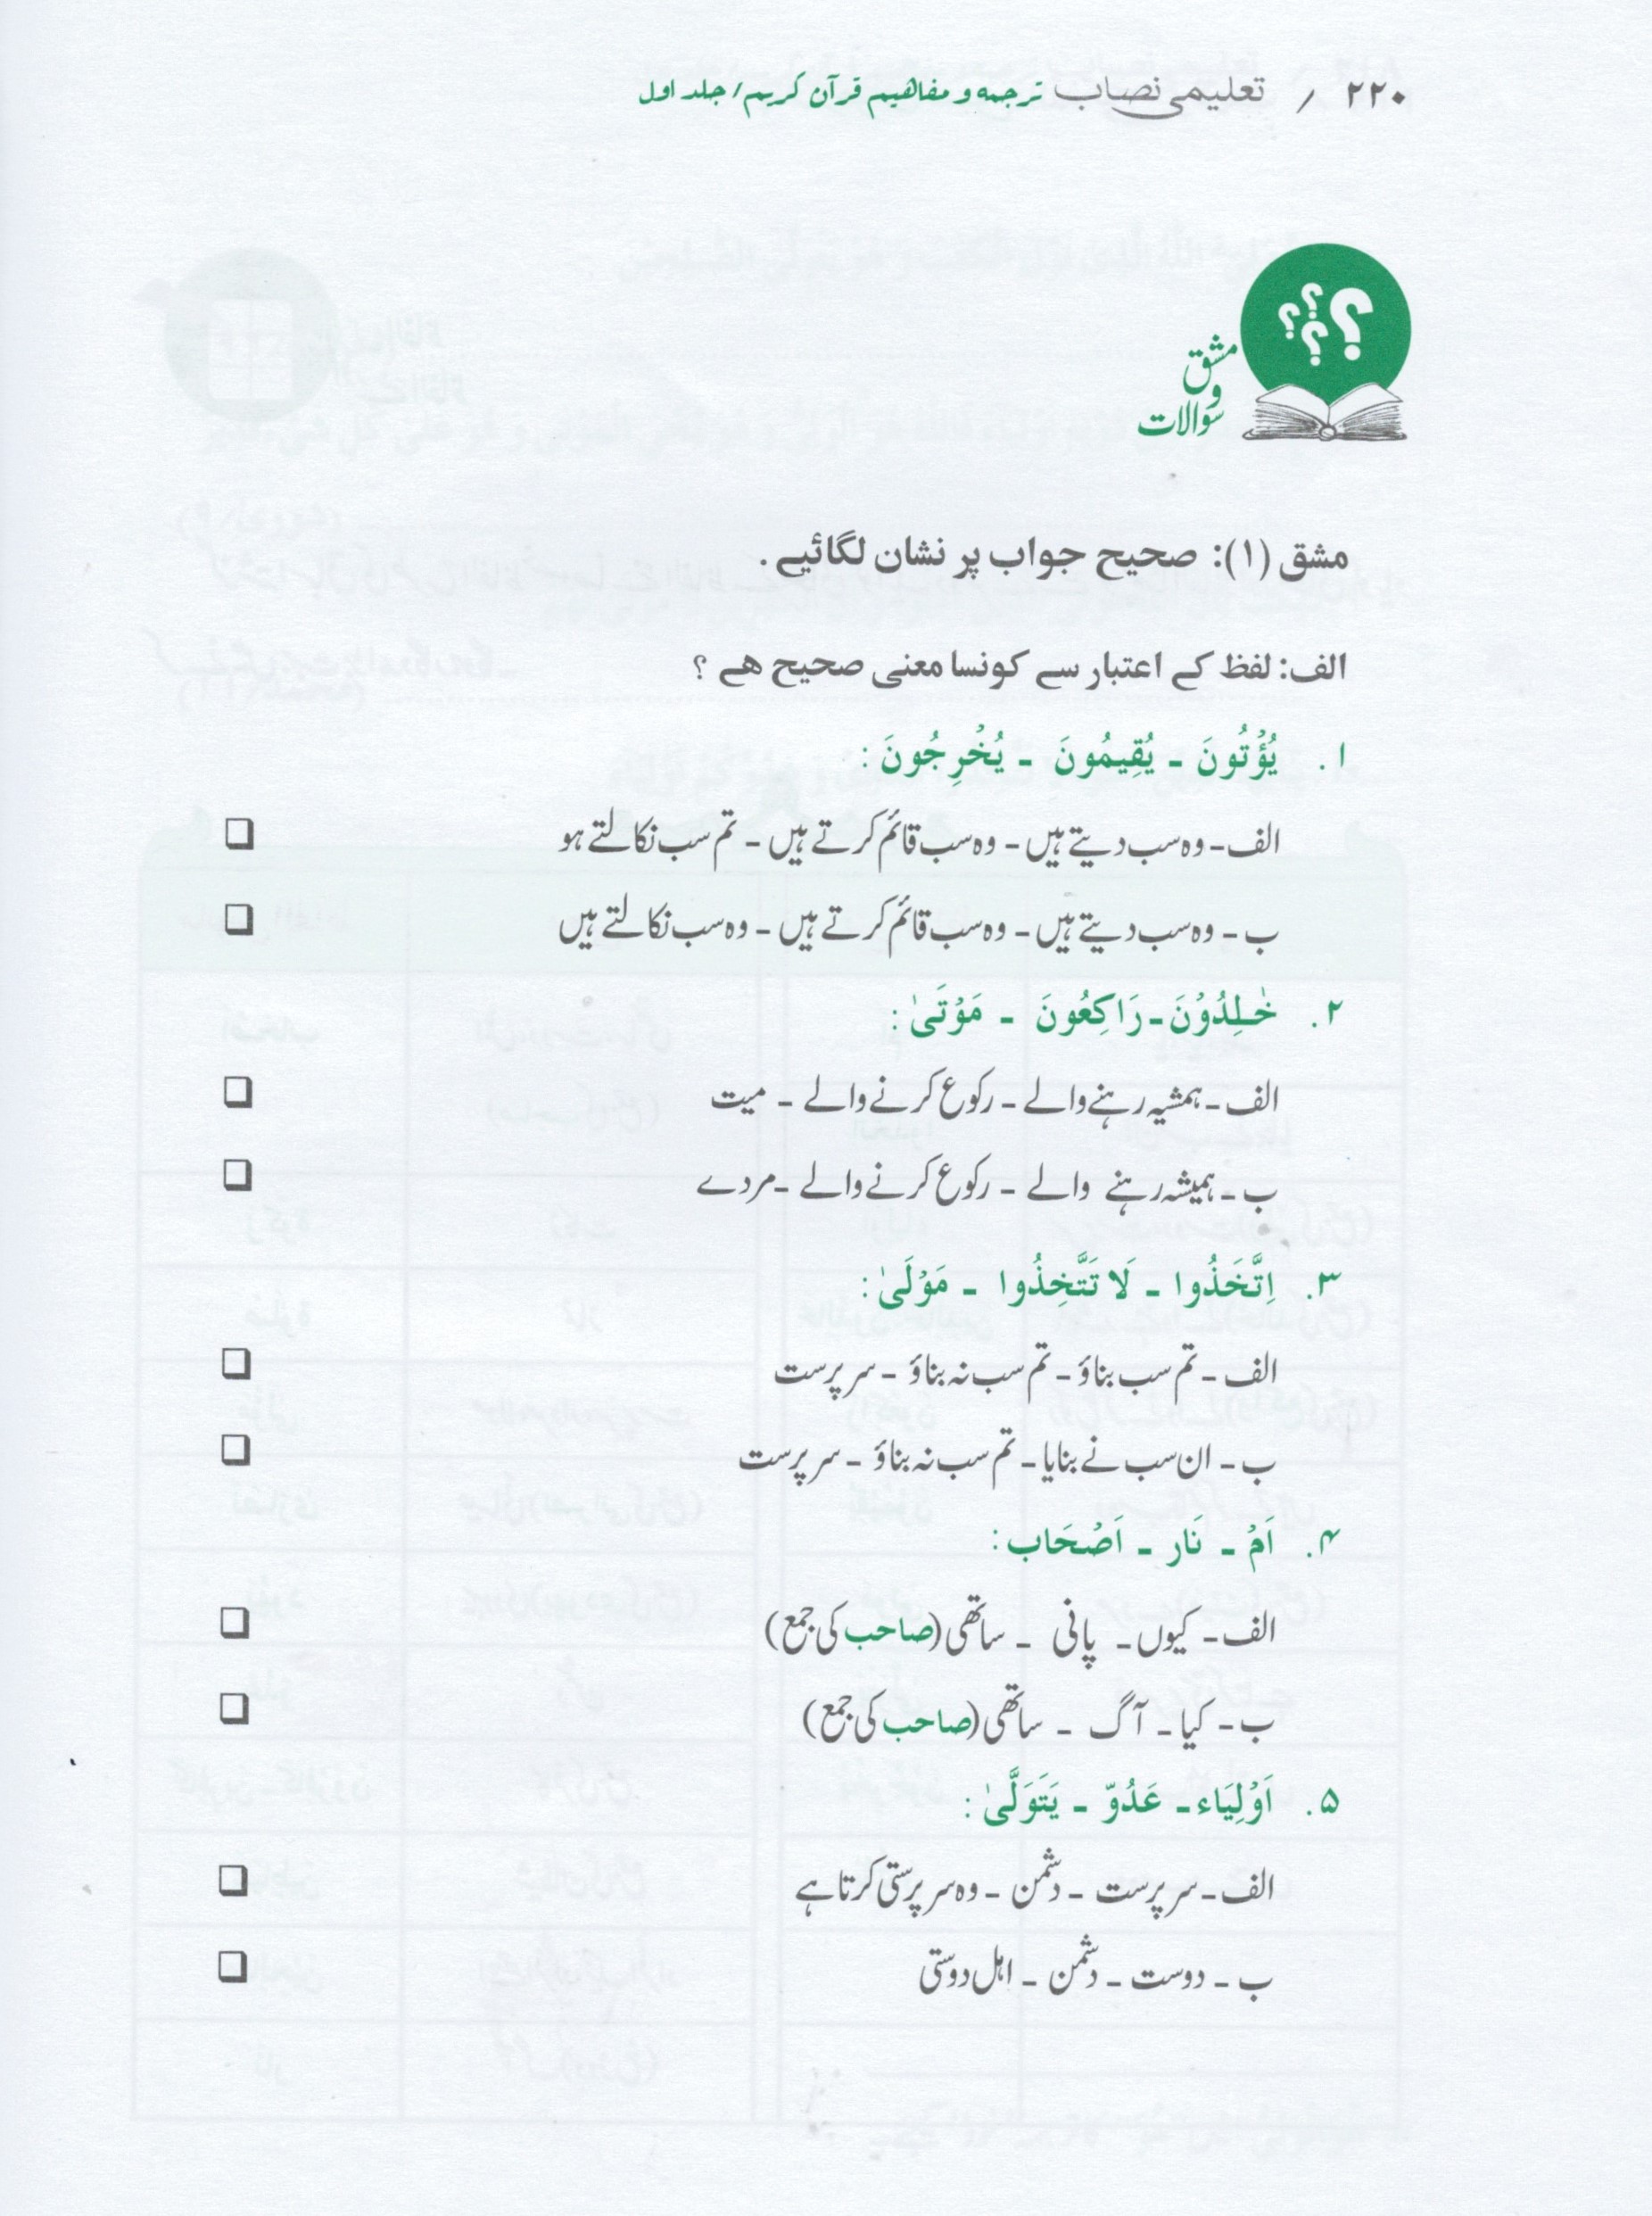 ۲۲۰ / تعلیمی نصاب ترجمه و مفاهیم قرآن کریم/ جلد اول
مشق
و
سوالات
مشق (۱): صحیح جواب پر نشان لگائیے .
الف: لفظ کے اعتبار سے کونسا معنی صحیح هے ؟
۱. يُؤْتُونَ ـ يُقِيمُونَ ـ يُخْرِجُونَ :
الف- وہ سب دیتے ہیں - وہ سب قائم کرتے ہیں - تم سب نکالتے ہو
ب - وہ سب دیتے ہیں - وہ سب قائم کرتے ہیں - وہ سب نکالتے ہیں
۲. خٰلِدُوْنَ ـ رَاكِعُونَ ـ مَوْتَىٰ :
الف ـ ہمشیہ رہنے والے ـ رکوع کرنے والے ـ میت
ب ـ ہمیشہ رہنے والے ـ رکوع کرنے والے ـ مردے
۳. اِتَّخَذُوا ـ لَا تَتَّخِذُوا ـ مَوْلَىٰ :
الف - تم سب بناؤ - تم سب نہ بناؤ - سرپرست
ب - ان سب نے بنایا - تم سب نہ بناؤ - سرپرست
۴. اَمْ ـ نَار ـ اَصْحَاب :
الف - کیوں - پانی ـ ساتھی (صاحب کی جمع)
ب - کیا ـ آگ ـ ساتھی (صاحب کی جمع)
۵. اَوْلِيَاء ـ عَدُوّ ـ يَتَوَلَّىٰ :
الف - سرپرست - دشمن - وہ سرپرستی کرتا ہے
ب - دوست - دشمن - اہل دوستی